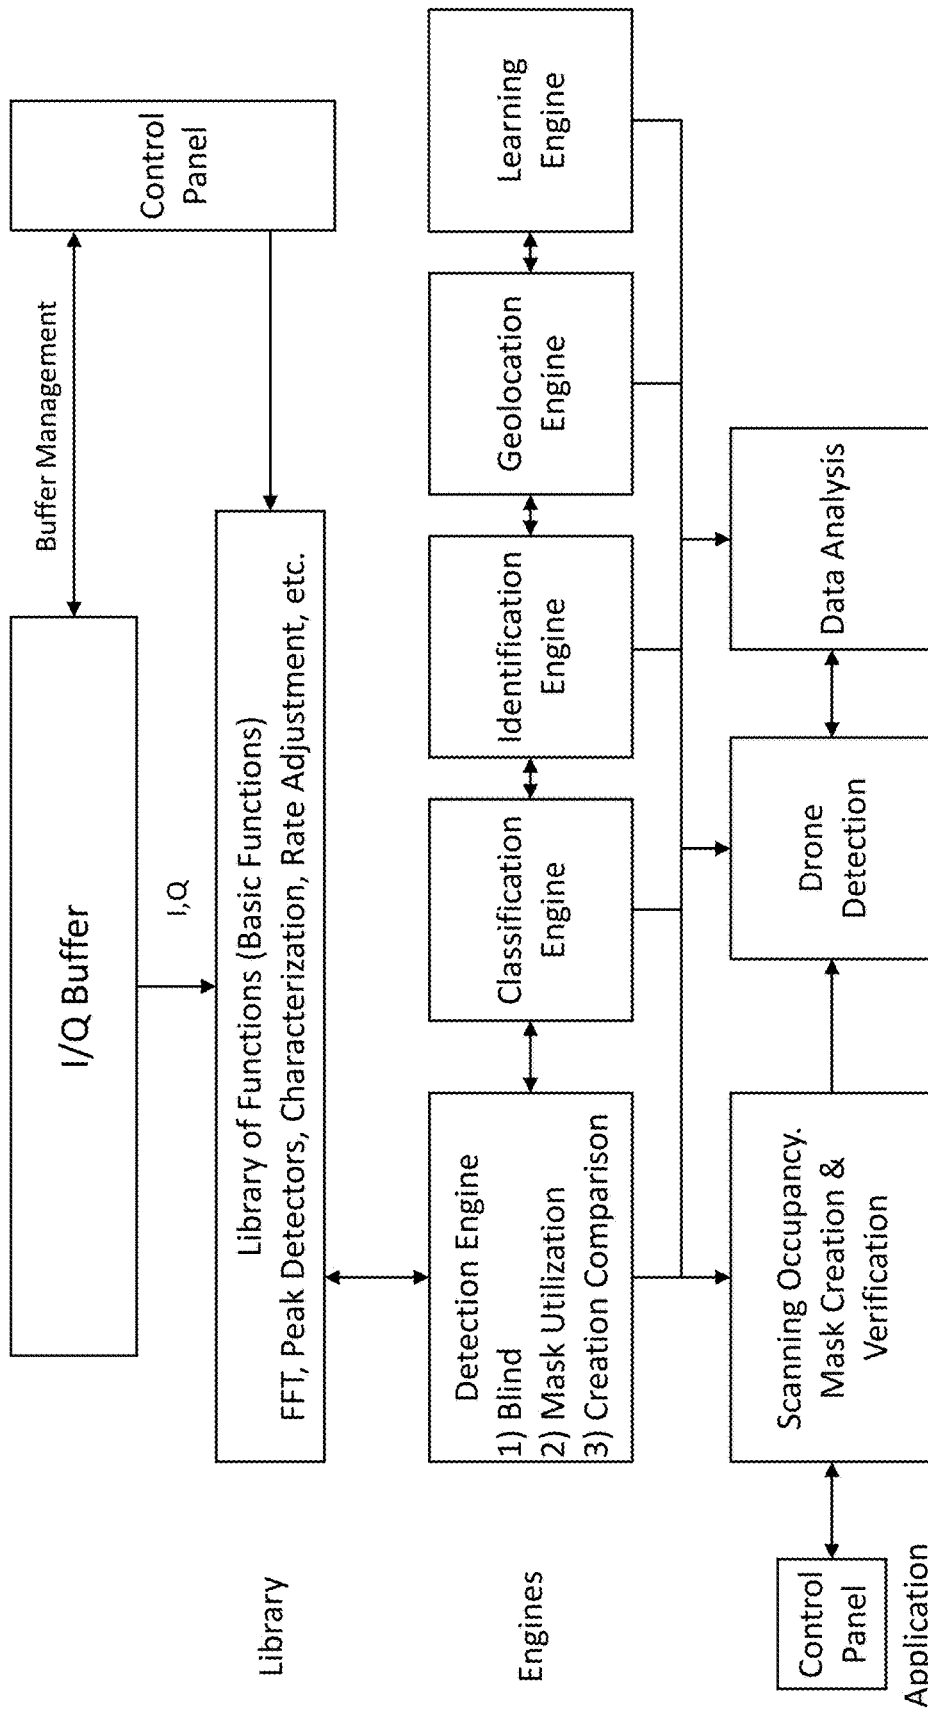 I/Q Buffer
Buffer Management
Control
Panel
I,Q
Library
Library of Functions (Basic Functions)
FFT, Peak Detectors, Characterization, Rate Adjustment, etc.
Engines
Detection Engine
1) Blind
2) Mask Utilization
3) Creation Comparison
Classification
Engine
Identification
Engine
Geolocation
Engine
Learning
Engine
Control
Panel
Application
Scanning Occupancy.
Mask Creation &
Verification
Drone
Detection
Data Analysis